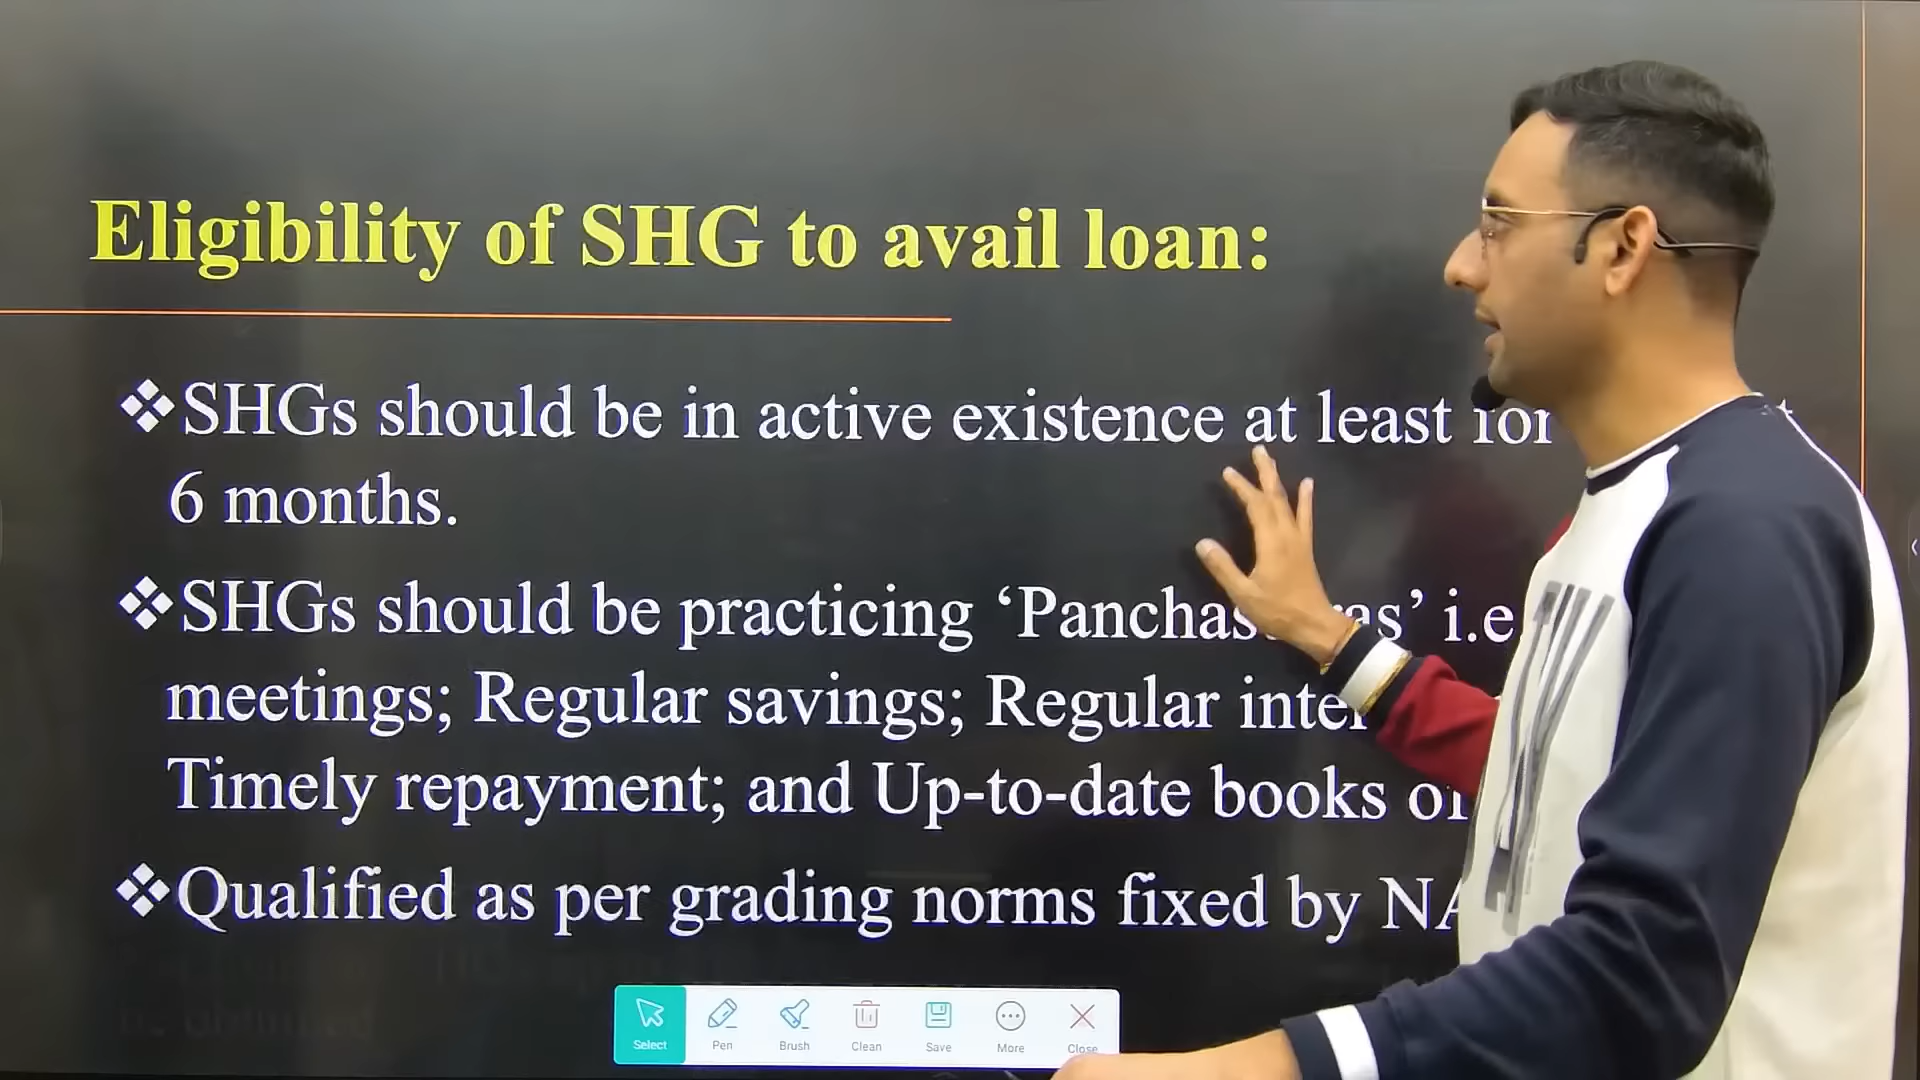 Eligibility of SHG to avail loan:
❖SHGs should be in active existence at least for
6 months.
❖SHGs should be practicing ‘ i.e
meetings; Regular savings; Regular
Timely repayment; and Up-to-date books of
❖Qualified as per grading norms fixed by
Select
Pen
Brush
Clean
Save
More
Close